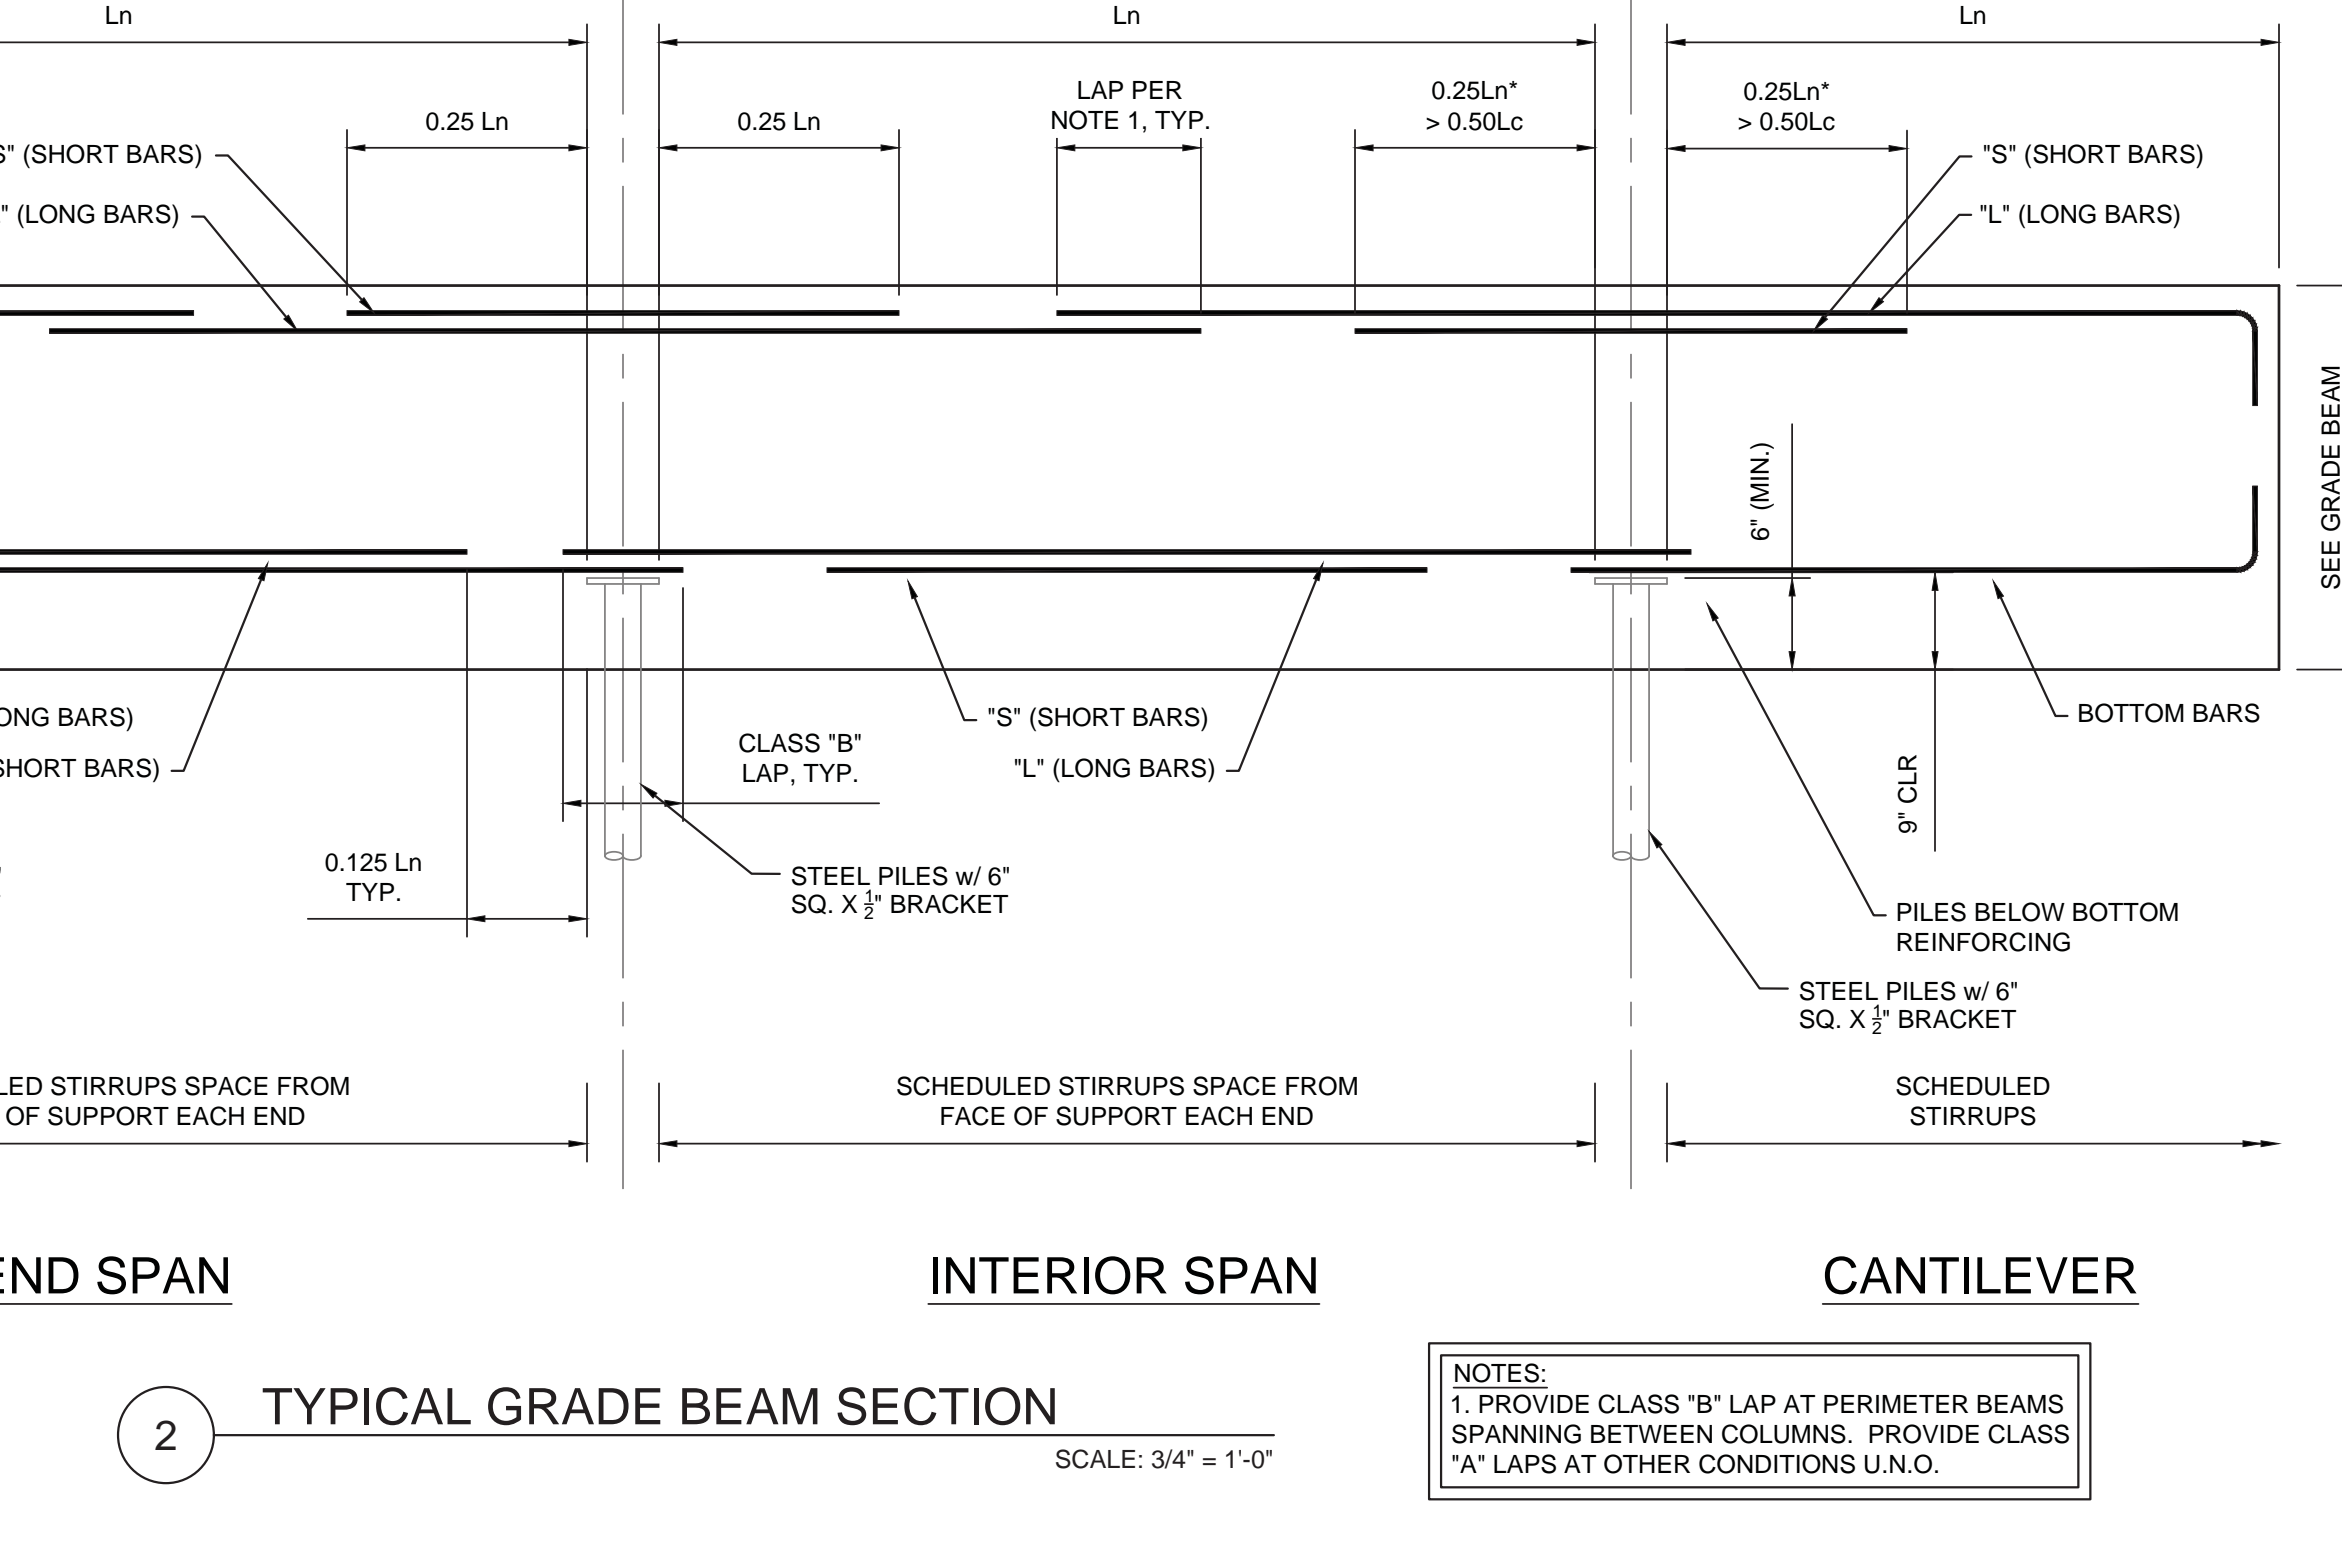 Ln
Ln
Ln
0.25 Ln
0.25 Ln
LAP PER
NOTE 1, TYP.
0.25Ln*
> 0.50Lc
0.25Ln*
> 0.50Lc
S" (SHORT BARS)
" (LONG BARS)
"S" (SHORT BARS)
"L" (LONG BARS)
6" (MIN.)
SEE GRADE BEAM
ONG BARS)
SHORT BARS)
CLASS "B"
LAP, TYP.
"S" (SHORT BARS)
"L" (LONG BARS)
BOTTOM BARS
9" CLR
0.125 Ln
TYP.
STEEL PILES w/ 6"
SQ. X 1/2" BRACKET
PILES BELOW BOTTOM
REINFORCING
STEEL PILES w/ 6"
SQ. X 1/2" BRACKET
LED STIRRUPS SPACE FROM
OF SUPPORT EACH END
SCHEDULED STIRRUPS SPACE FROM
FACE OF SUPPORT EACH END
SCHEDULED
STIRRUPS
END SPAN
INTERIOR SPAN
CANTILEVER
2
TYPICAL GRADE BEAM SECTION
SCALE: 3/4" = 1'-0"
NOTES:
1. PROVIDE CLASS "B" LAP AT PERIMETER BEAMS
SPANNING BETWEEN COLUMNS. PROVIDE CLASS
"A" LAPS AT OTHER CONDITIONS U.N.O.